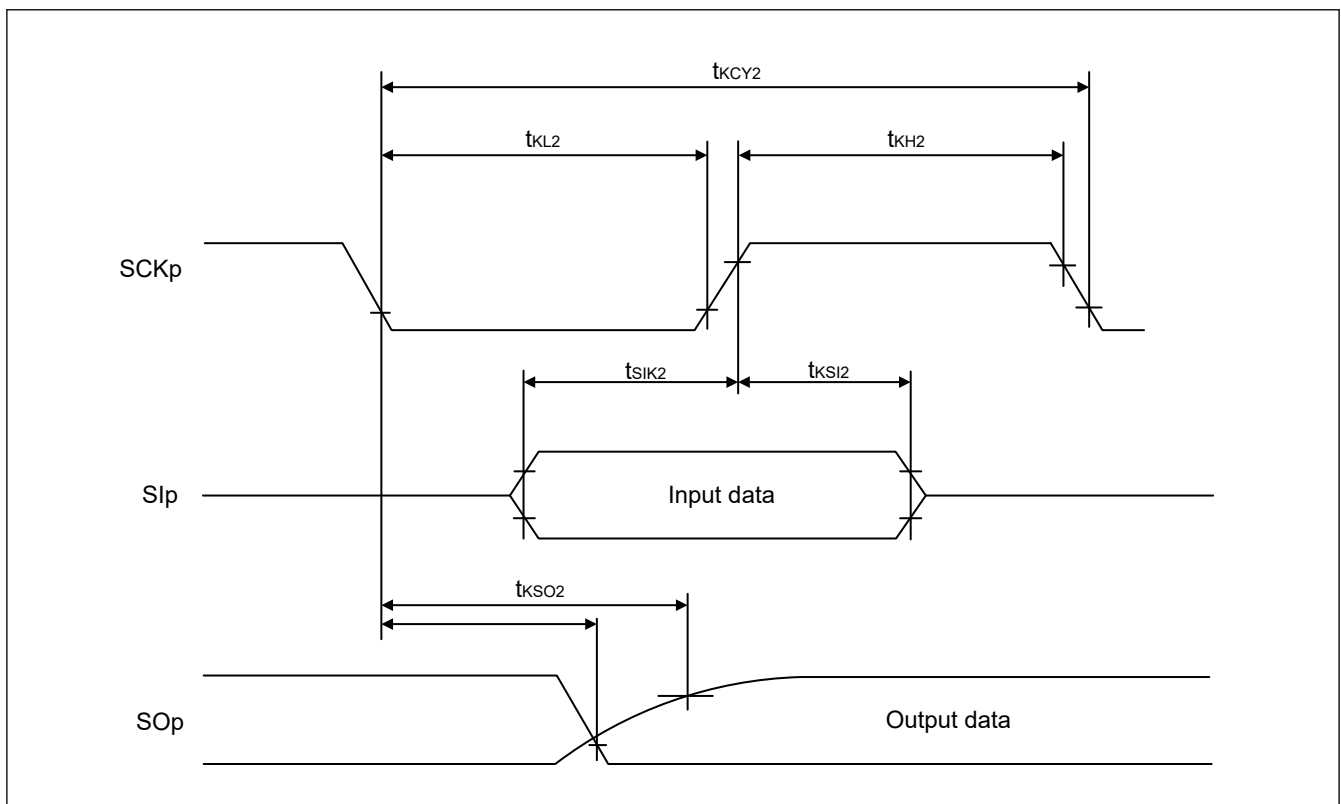 tKCY2
tKL2
tKH2
SCKp
tSIK2
tKSI2
SIp
Input data
tKSO2
SOp
Output data